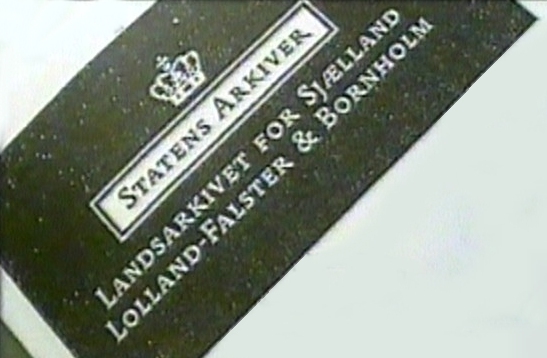 STATENS ARKIVER
LANDSARKIVET FOR SJÆLLAND
LOLLAND-FALSTER & BORNHOLM